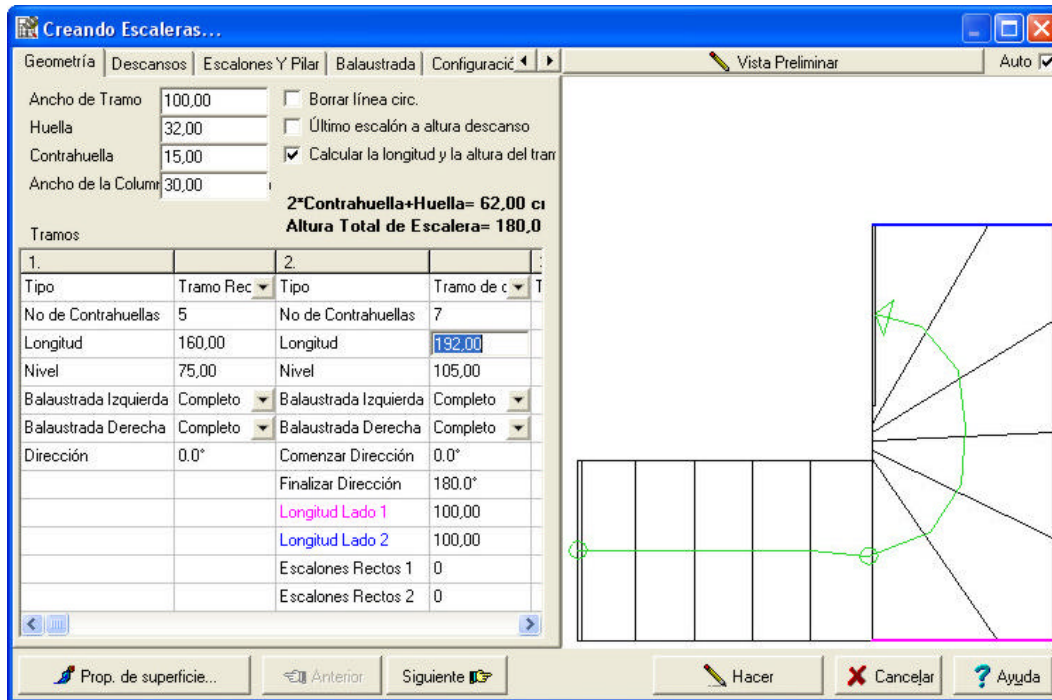 Creando Escaleras...
Geometría Descansos Escalones Y Pilar Balaustrada Configuraci
Vista Preliminar Auto
Ancho de Tramo 100,00 Borrar línea circ.
Huella 32,00 Último escalón a altura descanso
Contrahuella 15,00 Calcular la longitud y la altura del tram
Ancho de la Colum 30,00
2*Contrahuella+Huella= 62,00 c
Altura Total de Escalera= 180,0
Tramos
1. 2.
Tipo Tramo Rec Tipo Tramo de c T
No de Contrahuellas 5 No de Contrahuellas 7
Longitud 160,00 Longitud 192,00
Nivel 75,00 Nivel 105,00
Balaustrada Izquierda Completo Balaustrada Izquierda Completo
Balaustrada Derecha Completo Balaustrada Derecha Completo
Dirección 0.0° Comenzar Dirección 0.0°
Finalizar Dirección 180.0°
Longitud Lado 1 100,00
Longitud Lado 2 100,00
Escalones Rectos 1 0
Escalones Rectos 2 0
Prop. de superficie... Anterior Siguiente Hacer Cancelar Ayuda